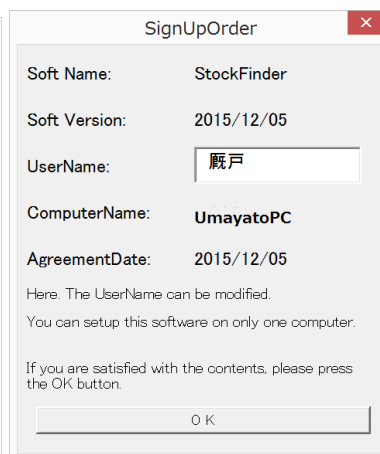 SignUpOrder
Soft Name: StockFinder
Soft Version: 2015/12/05
UserName: 厩戸
ComputerName: UmayatoPC
AgreementDate: 2015/12/05
Here. The UserName can be modified.
You can setup this software on only one computer.
If you are satisfied with the contents, please press
the OK button.
OK